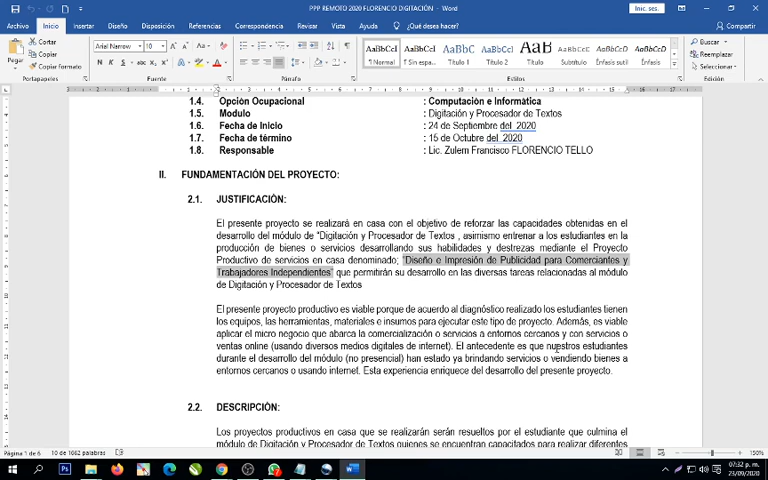 PPP REMOTO 2020 FLORENCIO DIGITACIÓN - Word
Inic. ses.
Archivo Inicio Insertar Diseño Disposición Referencias Correspondencia Revisar Vista Ayuda ¿Qué desea hacer? Compartir
Pegar
Cortar
Copiar
Copiar formato
Portapapeles
Arial Narrow 10
Fuente
Párrafo
AaBbCcI AaBbCcI AaBbC AaBbCcI AaB AaBbCcD AaBbCcD AaBbCcD
¶ Normal ¶ Sin espa... Título 1 Título 2 Título Subtítulo Énfasis sutil Énfasis
Estilos
Buscar
Reemplazar
Seleccionar
Edición
1.4. Opción Ocupacional : Computación e Informática
1.5. Modulo : Digitación y Procesador de Textos
1.6. Fecha de Inicio : 24 de Septiembre del 2020
1.7. Fecha de término : 15 de Octubre del 2020
1.8. Responsable : Lic. Zulem Francisco FLORENCIO TELLO
II. FUNDAMENTACIÓN DEL PROYECTO:
2.1. JUSTIFICACIÓN:
El presente proyecto se realizará en casa con el objetivo de reforzar las capacidades obtenidas en el
desarrollo del módulo de “Digitación y Procesador de Textos , asimismo entrenar a los estudiantes en la
producción de bienes o servicios desarrollando sus habilidades y destrezas mediante el Proyecto
Productivo de servicios en casa denominado; “Diseño e Impresión de Publicidad para Comerciantes y
Trabajadores Independientes” que permitirán su desarrollo en las diversas tareas relacionadas al módulo
de Digitación y Procesador de Textos
El presente proyecto productivo es viable porque de acuerdo al diagnóstico realizado los estudiantes tienen
los equipos, las herramientas, materiales e insumos para ejecutar este tipo de proyecto. Además, es viable
aplicar el micro negocio que abarca la comercialización o servicios a entornos cercanos y con servicios o
ventas online (usando diversos medios digitales de internet). El antecedente es que nuestros estudiantes
durante el desarrollo del módulo (no presencial) han estado ya brindando servicios o vendiendo bienes a
entornos cercanos o usando internet. Esta experiencia enriquece del desarrollo del presente proyecto.
2.2. DESCRIPCIÓN:
Los proyectos productivos en casa que se realizarán serán resueltos por el estudiante que culmina el
módulo de Digitación y Procesador de Textos quienes se encuentran capacitados para realizar diferentes
Página 1 de 6 10 de 1662 palabras 150%
07:32 p. m.
23/09/2020